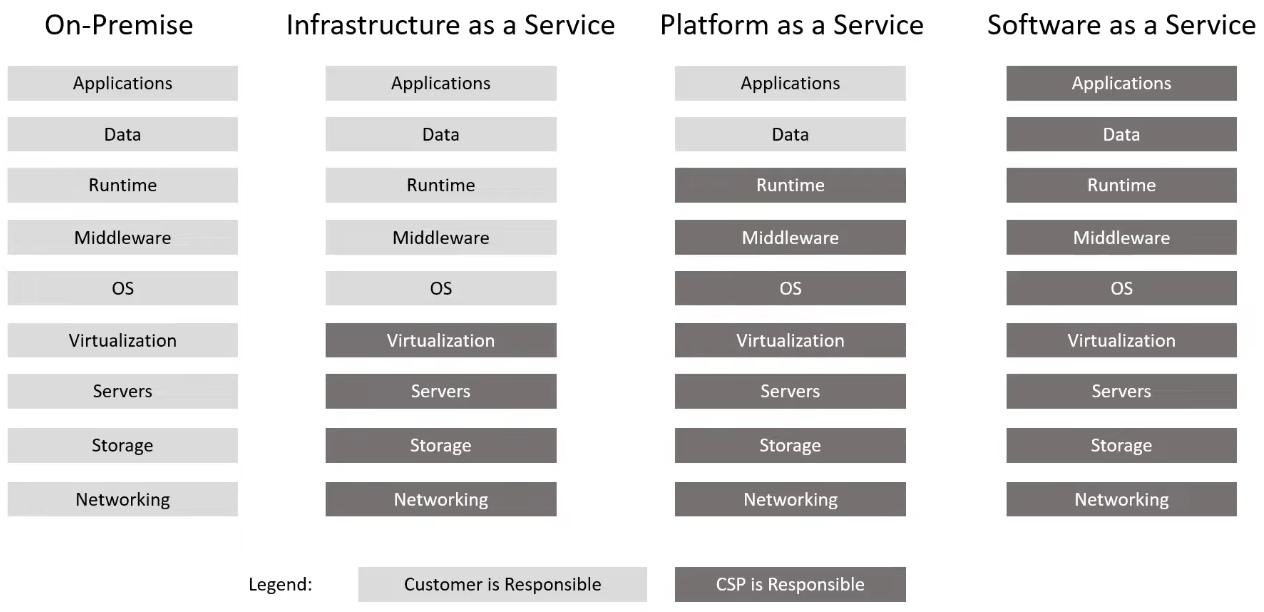 On-Premise Infrastructure as a Service Platform as a Service Software as a Service
Applications Applications Applications Applications
Data Data Data Data
Runtime Runtime Runtime Runtime
Middleware Middleware Middleware Middleware
OS OS OS OS
Virtualization Virtualization Virtualization Virtualization
Servers Servers Servers Servers
Storage Storage Storage Storage
Networking Networking Networking Networking
Legend: Customer is Responsible CSP is Responsible